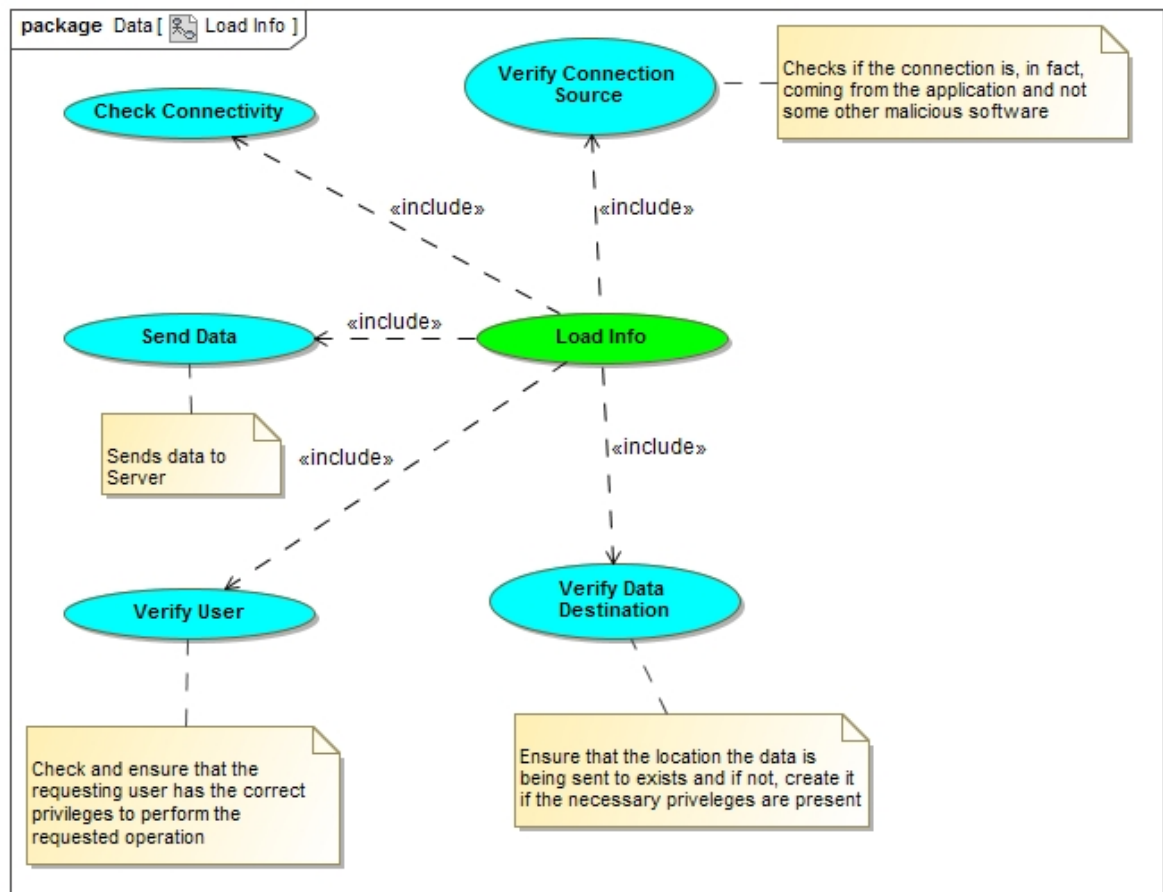 package Data [ Load Info ]
Verify Connection
Source
Checks if the connection is, in fact,
coming from the application and not
some other malicious software
Check Connectivity
«include»
«include»
Send Data
«include»
Load Info
Sends data to
Server
«include»
«include»
Verify User
Verify Data
Destination
Check and ensure that the
requesting user has the correct
privileges to perform the
requested operation
Ensure that the location the data is
being sent to exists and if not, create it
if the necessary priveleges are present